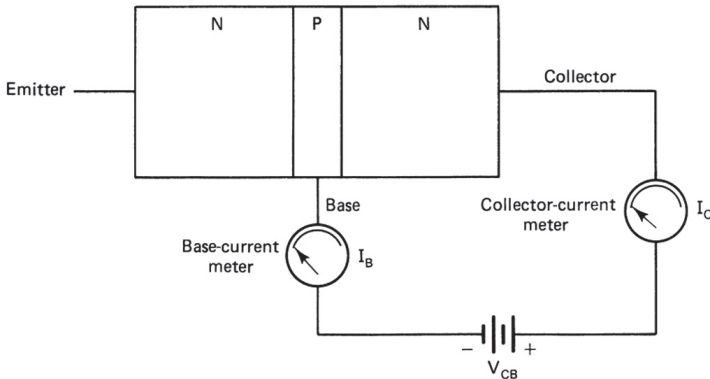 N P N
Emitter
Collector
Base
Base-current
meter
I_B
Collector-current
meter
I_C
− +
V_CB